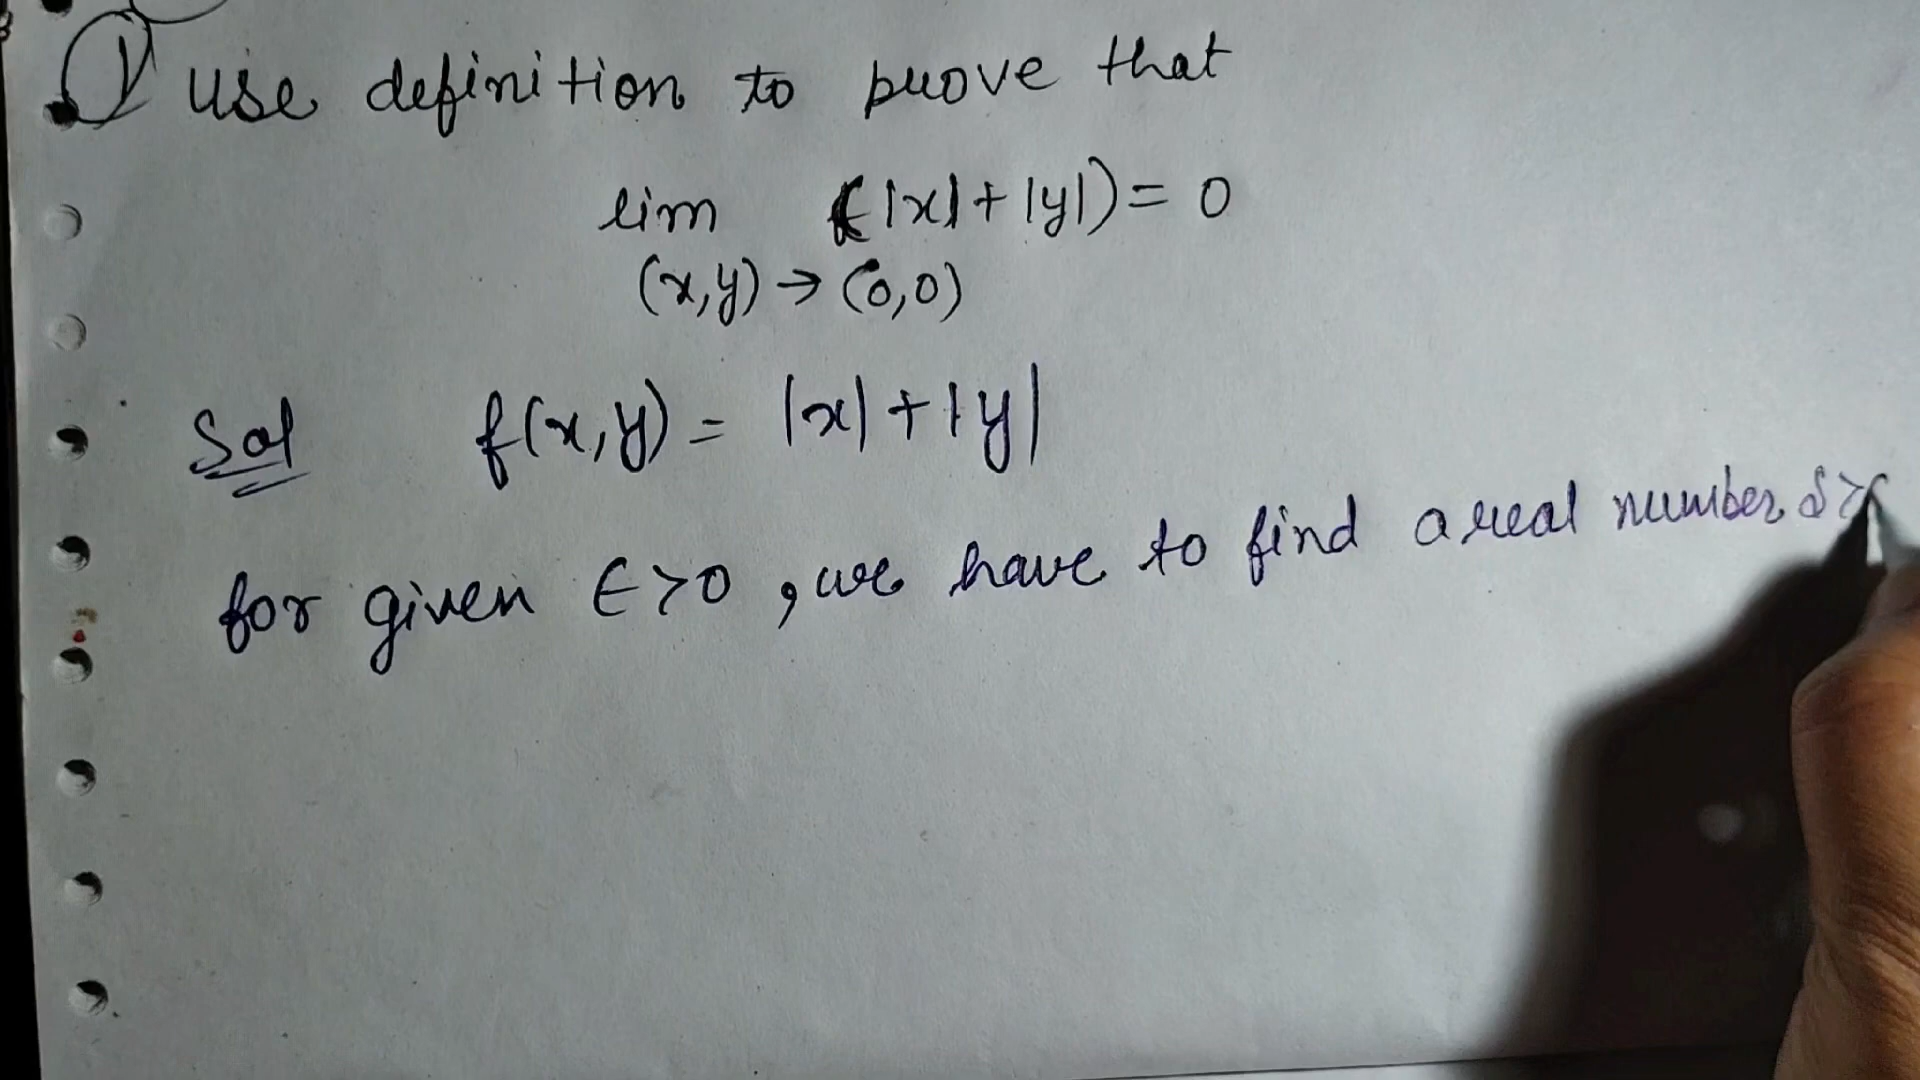 1 use definition to prove that
lim (|x|+|y|) = 0
(x,y) → (0,0)
Sol f(x,y) = |x|+|y|
for given ϵ>0, we have to find a real number δ>